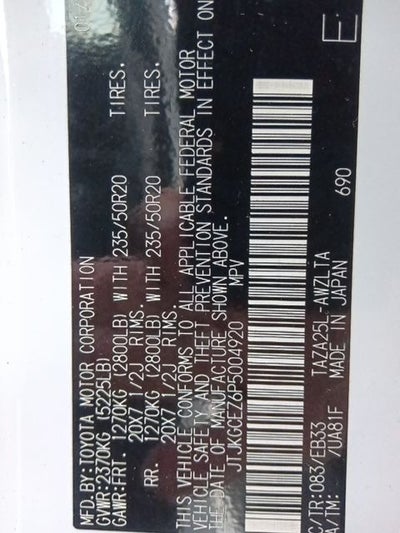 MFD.BY:TOYOTA MOTOR CORPORATION 01
GVWR:2370KG (5225LB)
GAWR:FRT. 1270KG (2800LB) WITH 235/50R20 TIRES.
20X7 1/2J RIMS.
RR. 1270KG (2800LB) WITH 235/50R20 TIRES.
20X7 1/2J RIMS.
THIS VEHICLE CONFORMS TO ALL APPLICABLE FEDERAL MOTOR
VEHICLE SAFETY AND THEFT PREVENTION STANDARDS IN EFFECT ON
THE DATE OF MANUFACTURE SHOWN ABOVE.
JTJKGCEZ6P5004920 MPV
C/TR:083/EB33 TAZA25L-AWZLTA
A/TM: /UA81F MADE IN JAPAN 690 E